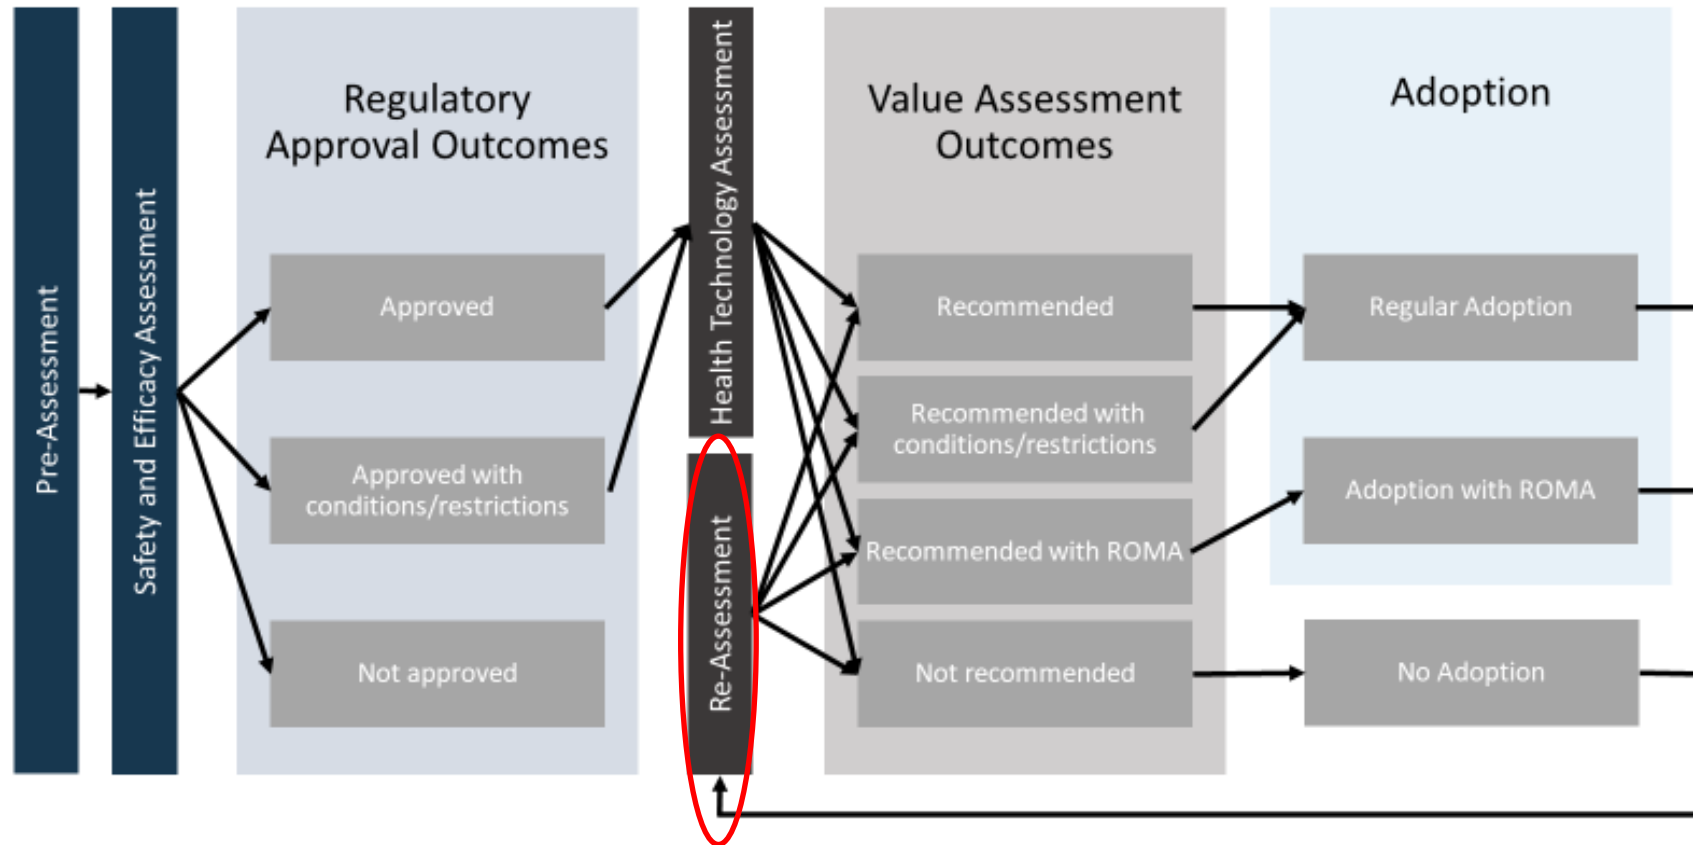 Pre-Assessment
Safety and Efficacy Assessment
Regulatory
Approval Outcomes
Approved
Approved with
conditions/restrictions
Not approved
Health Technology Assessment
Re-Assessment
Value Assessment
Outcomes
Recommended
Recommended with
conditions/restrictions
Recommended with ROMA
Not recommended
Adoption
Regular Adoption
Adoption with ROMA
No Adoption